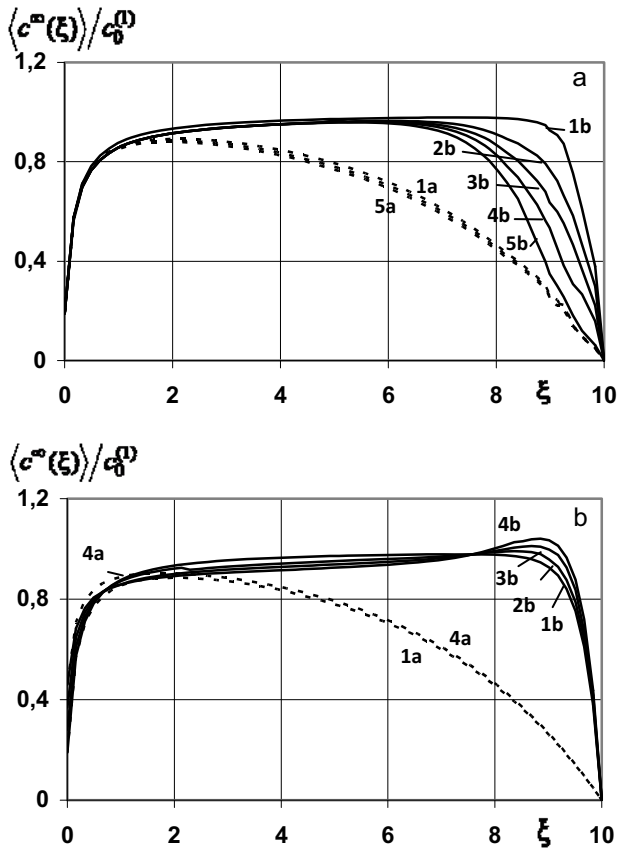 ⟨c^∞(ξ)⟩/c₀^(1)
1,2
a
1b
0,8
2b
3b
1a
5a
4b
0,4
5b
0
0 2 4 6 8 ξ 10
⟨c^∞(ξ)⟩/c₀^(1)
1,2
4b
b
4a
3b
0,8
2b
1b
4a
1a
0,4
0
0 2 4 6 8 ξ 10